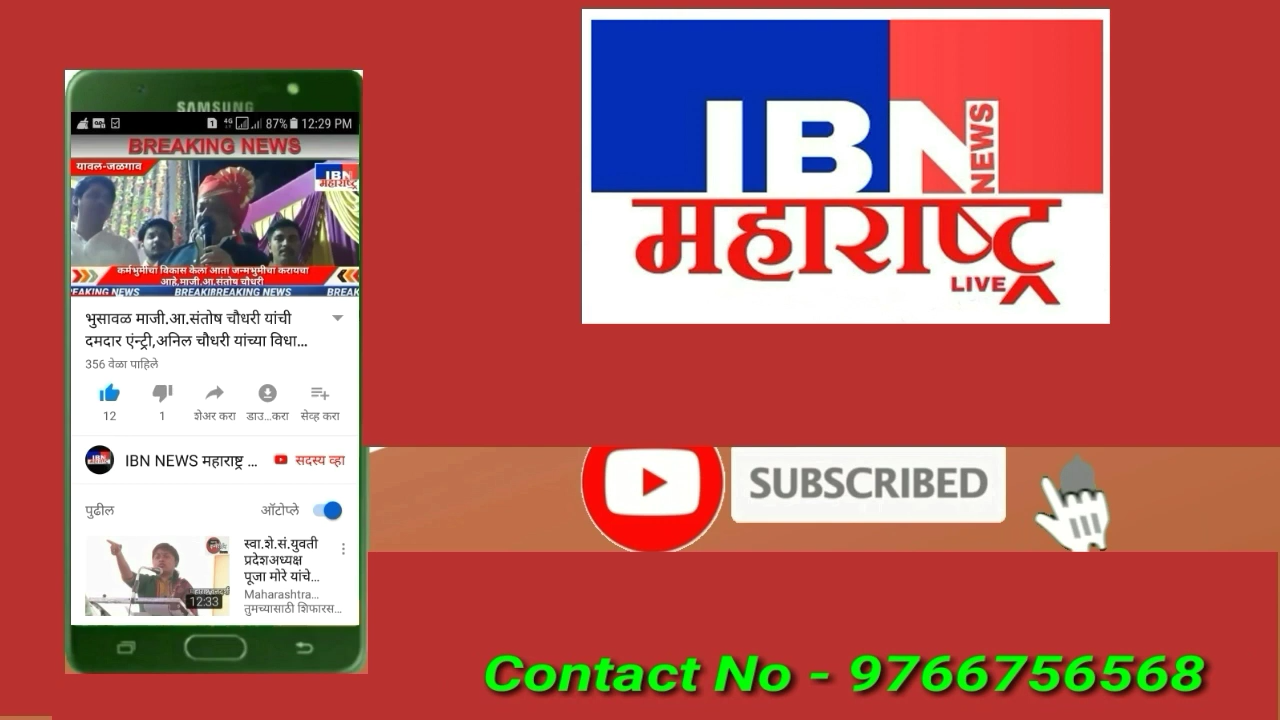 SAMSUNG
4G 87% 12:29 PM
BREAKING NEWS
यावल-जळगाव
IBN
महाराष्ट्र
कर्मभुमीचा विकास केला आता जन्मभुमीचा करायचा
आहे.माजी.आ.संतोष चौधरी
EAKING NEWS BREAKIBREAKING NEWS BREAK
भुसावळ माजी.आ.संतोष चौधरी यांची
दमदार एंन्ट्री,अनिल चौधरी यांच्या विधा...
356 वेळा पाहिले
12 1 शेअर करा डाउ...करा सेव्ह करा
IBN NEWS महाराष्ट्र ... सदस्य व्हा
पुढील ऑटोप्ले
स्वा.शे.सं.युवती
प्रदेशअध्यक्ष
पूजा मोरे यांचे...
Maharashtra...
तुमच्यासाठी शिफारस...
12:33
IBN NEWS
महाराष्ट्र
LIVE
SUBSCRIBED
Contact No - 9766756568